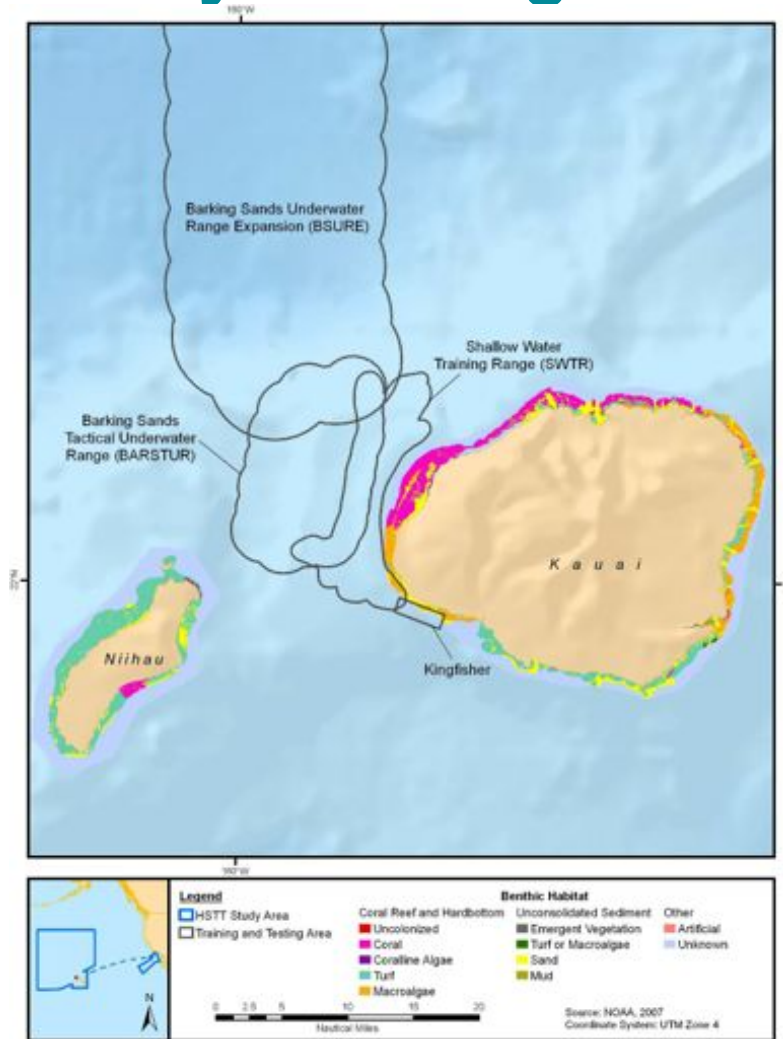 160°W
Barking Sands Underwater
Range Expansion (BSURE)
Shallow Water
Training Range (SWTR)
Barking Sands
Tactical Underwater
Range (BARSTUR)
22°N
Kauai
Niihau
Kingfisher
160°W
Legend
HSTT Study Area
Training and Testing Area
Benthic Habitat
Coral Reef and Hardbottom
Uncolonized
Coral
Coralline Algae
Turf
Macroalgae
Unconsolidated Sediment
Emergent Vegetation
Turf or Macroalgae
Sand
Mud
Other
Artificial
Unknown
N
0 2.5 5 10 15 20
Nautical Miles
Source: NOAA, 2007
Coordinate System: UTM Zone 4